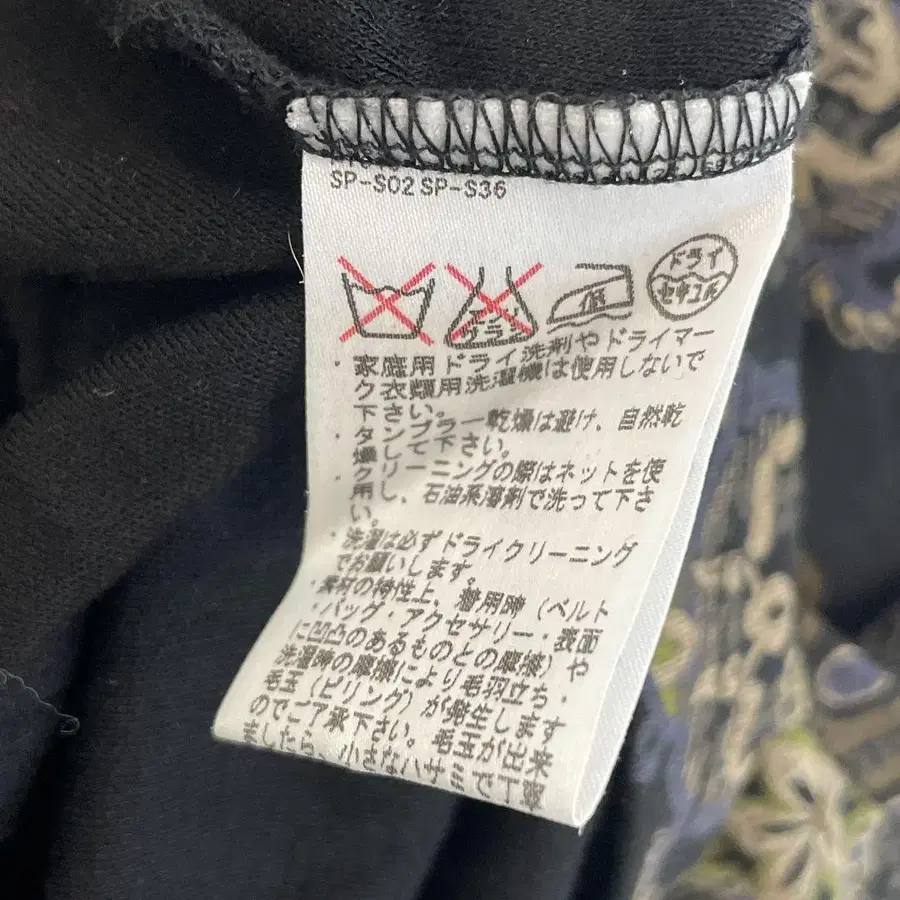 SP-S02 SP-S36
エンソ
サラシ
低
ドライ
セキユ系
・家庭用ドライ洗剤やドライマー
ク衣類用洗濯機は使用しないで
下さい。
・タンブラー乾燥は避け、自然乾
燥して下さい。
・クリーニングの際はネットを使
用し、石油系溶剤で洗って下さ
い。
・洗濯は必ずドライクリーニング
でお願いします。
・素材の特性上、着用時(ベルト
・バッグ・アクセサリー・表面
に凹凸のあるものとの摩擦)や
洗濯時の摩擦により毛羽立ち・
毛玉(ピリング)が発生します
のでご了承下さい。毛玉が出来
ましたら、小さなハサミで丁寧